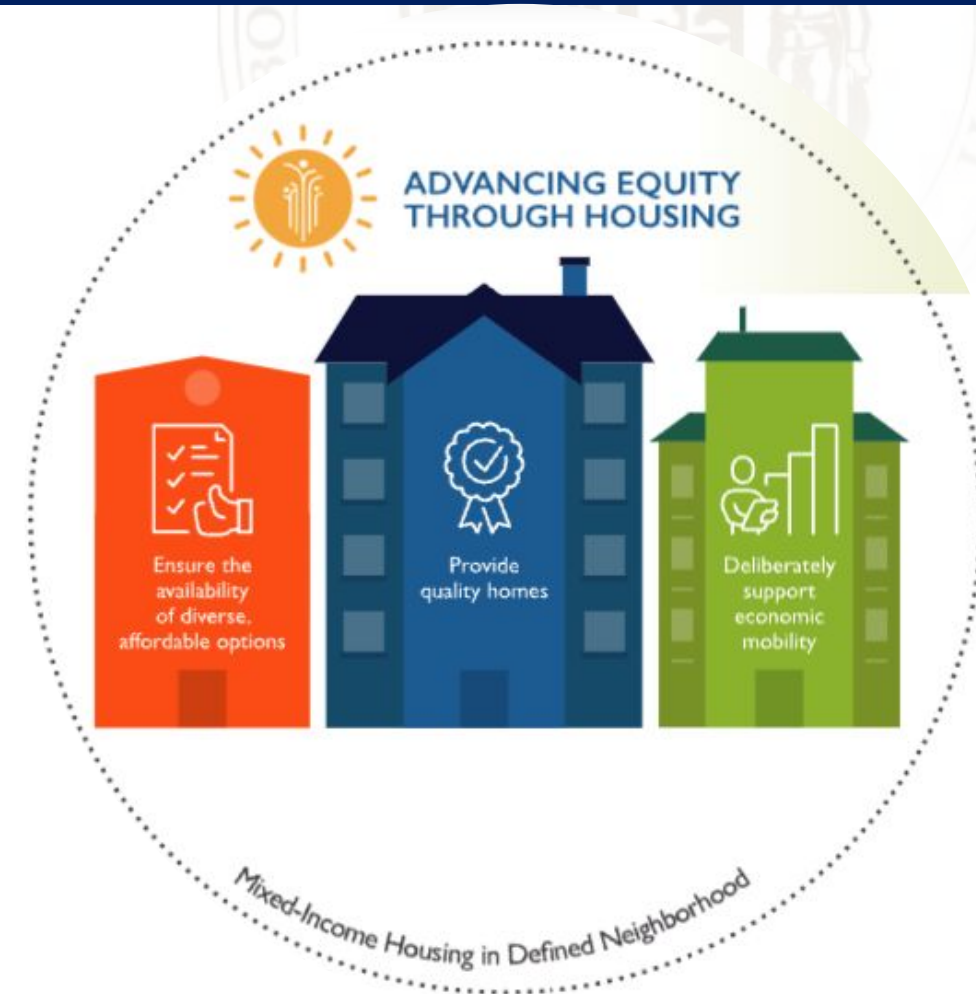 ADVANCING EQUITY
THROUGH HOUSING
Ensure the
availability
of diverse,
affordable options
Provide
quality homes
Deliberately
support
economic
mobility
Mixed-Income Housing in Defined Neighborhood